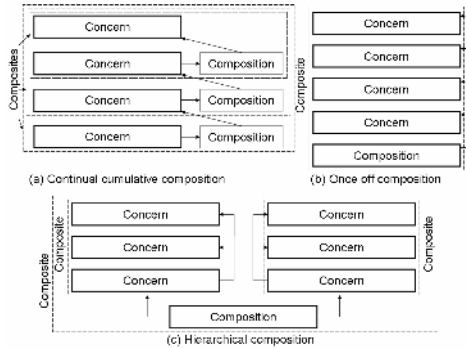 Composites
Concern
Concern
Composition
Concern
Composition
Concern
Composition
(a) Continual cumulative composition
Composite
Concern
Concern
Concern
Concern
Composition
(b) Once off composition
Composite
Composite
Concern
Concern
Concern
Concern
Concern
Concern
Composite
Composition
(c) Hierarchical composition